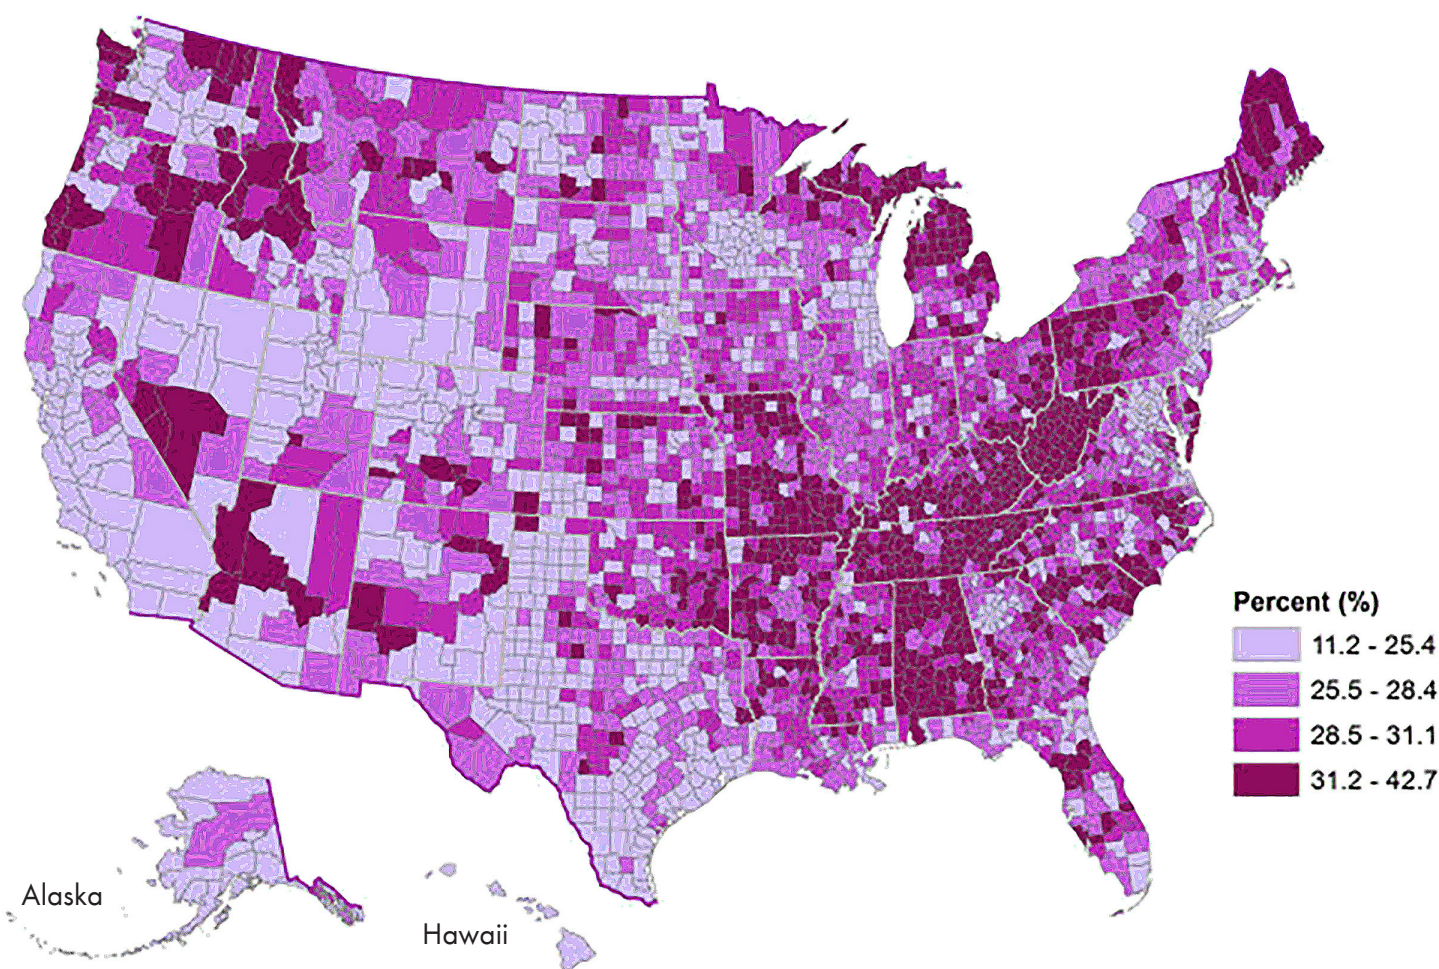 Percent (%)
11.2 - 25.4
25.5 - 28.4
28.5 - 31.1
31.2 - 42.7
Alaska
Hawaii